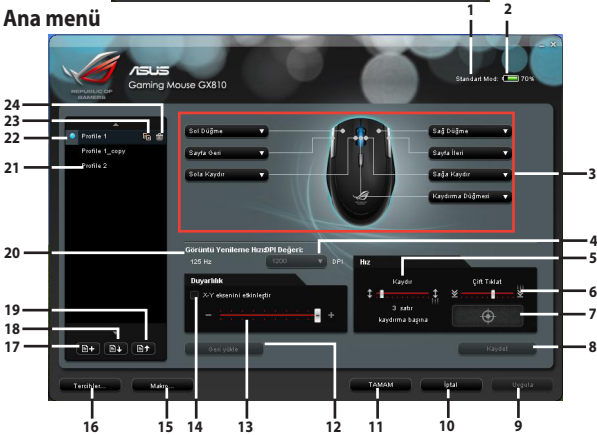 Ana menü
1
2
ASUS
Gaming Mouse GX810
REPUBLIC OF
GAMERS
Standart Mod:
70%
24
23
22
21
Profile 1
Profile 1_copy
Profile 2
Sol Düğme
Sayfa Geri
Sola Kaydır
Sağ Düğme
Sayfa İleri
Sağa Kaydır
Kaydırma Düğmesi
3
4
20
Görüntü Yenileme Hızı:
DPI Değeri:
125 Hz
1200
DPI
5
Hız
Duyarlılık
Kaydır
Çift Tıklat
X-Y eksenini etkinleştir
6
3 satır
kaydırma başına
7
19
18
17
Geri yükle
Kaydet
8
Tercihler...
Makro...
TAMAM
İptal
Uygula
16
15
14
13
12
11
10
9